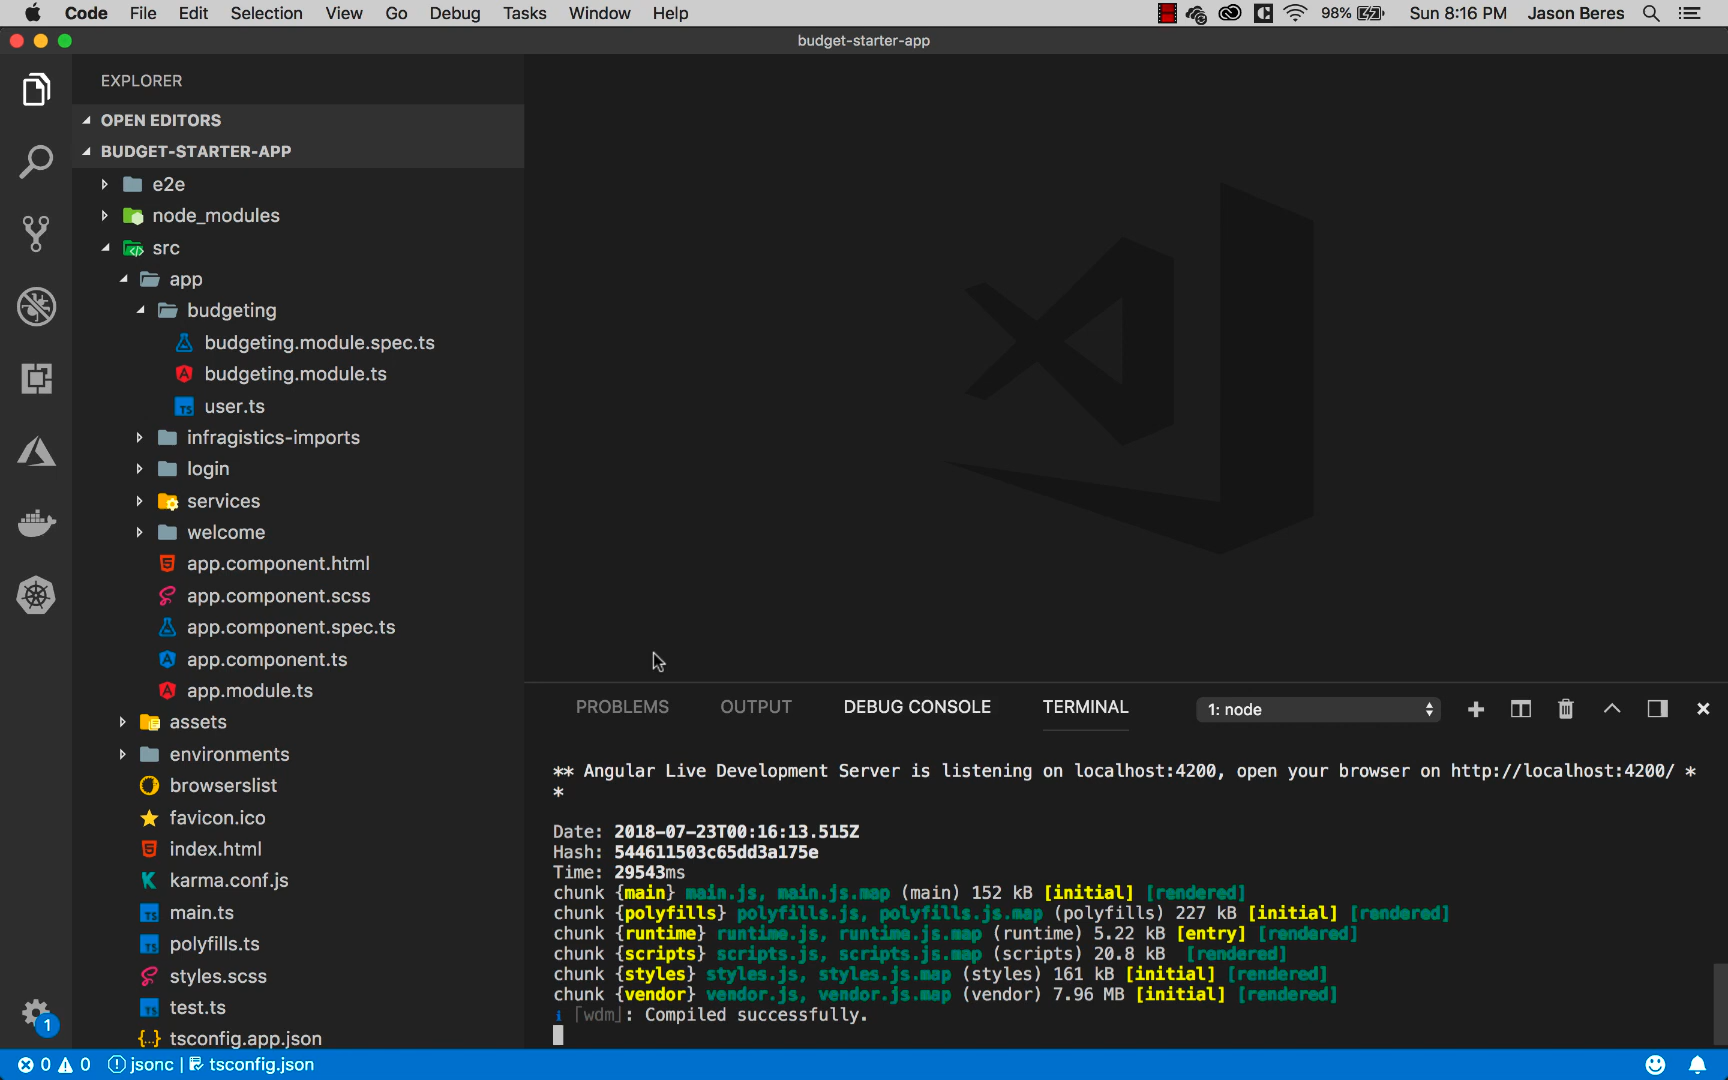 Code File Edit Selection View Go Debug Tasks Window Help 98% Sun 8:16 PM Jason Beres
budget-starter-app
EXPLORER
OPEN EDITORS
BUDGET-STARTER-APP
e2e
node_modules
src
app
budgeting
budgeting.module.spec.ts
budgeting.module.ts
user.ts
infragistics-imports
login
services
welcome
app.component.html
app.component.scss
app.component.spec.ts
app.component.ts
app.module.ts
assets
environments
browserslist
favicon.ico
index.html
karma.conf.js
main.ts
polyfills.ts
styles.scss
test.ts
tsconfig.app.json
PROBLEMS OUTPUT DEBUG CONSOLE TERMINAL 1: node
** Angular Live Development Server is listening on localhost:4200, open your browser on http://localhost:4200/ *
*
Date: 2018-07-23T00:16:13.515Z
Hash: 544611503c65dd3a175e
Time: 29543ms
chunk {main} main.js, main.js.map (main) 152 kB [initial] [rendered]
chunk {polyfills} polyfills.js, polyfills.js.map (polyfills) 227 kB [initial] [rendered]
chunk {runtime} runtime.js, runtime.js.map (runtime) 5.22 kB [entry] [rendered]
chunk {scripts} scripts.js, scripts.js.map (scripts) 20.8 kB  [rendered]
chunk {styles} styles.js, styles.js.map (styles) 161 kB [initial] [rendered]
chunk {vendor} vendor.js, vendor.js.map (vendor) 7.96 MB [initial] [rendered]
i ｢wdm｣: Compiled successfully.
1
0 0 jsonc | tsconfig.json